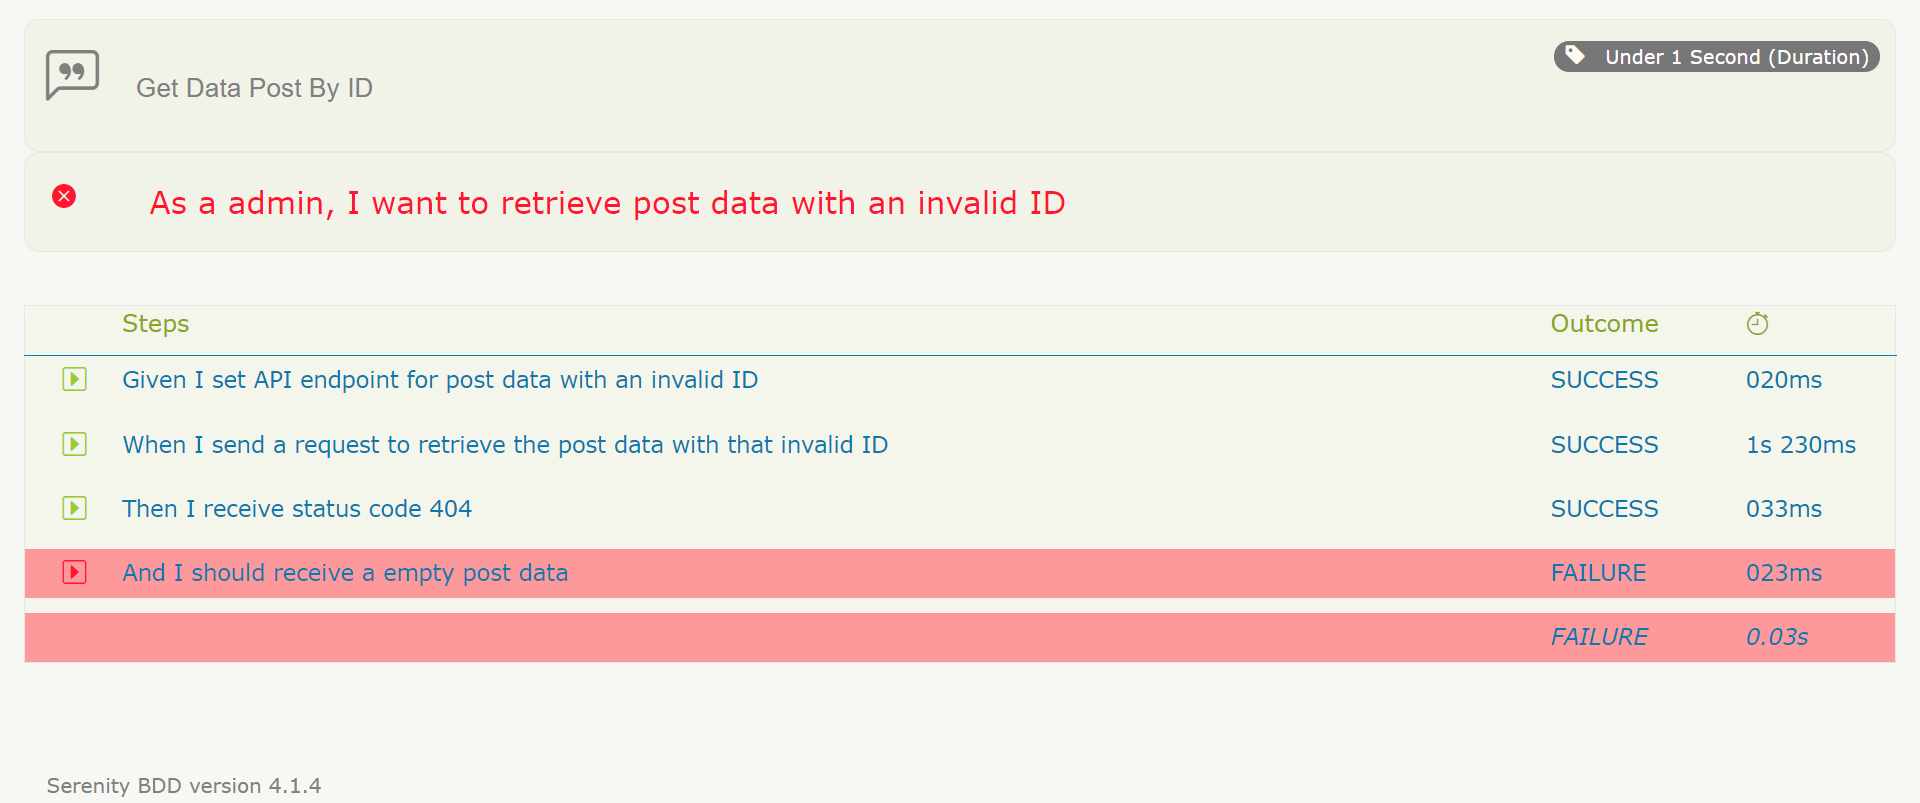 Get Data Post By ID
Under 1 Second (Duration)
As a admin, I want to retrieve post data with an invalid ID
Steps Outcome
Given I set API endpoint for post data with an invalid ID SUCCESS 020ms
When I send a request to retrieve the post data with that invalid ID SUCCESS 1s 230ms
Then I receive status code 404 SUCCESS 033ms
And I should receive a empty post data FAILURE 023ms
FAILURE 0.03s
Serenity BDD version 4.1.4